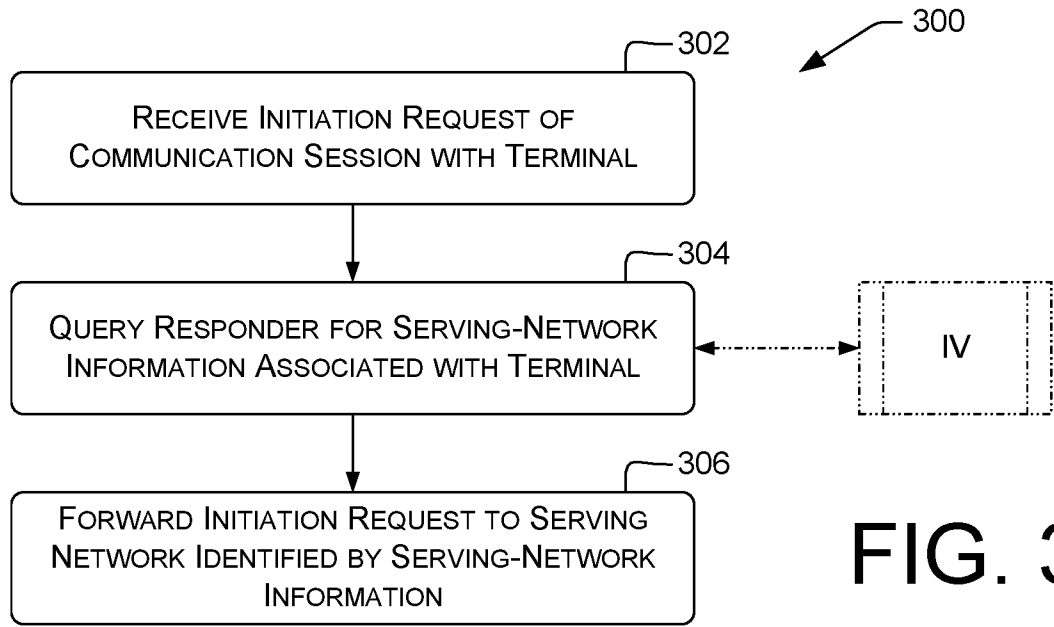 300
302
RECEIVE INITIATION REQUEST OF
COMMUNICATION SESSION WITH TERMINAL
304
QUERY RESPONDER FOR SERVING-NETWORK
INFORMATION ASSOCIATED WITH TERMINAL
IV
306
FORWARD INITIATION REQUEST TO SERVING
NETWORK IDENTIFIED BY SERVING-NETWORK
INFORMATION
FIG. 3